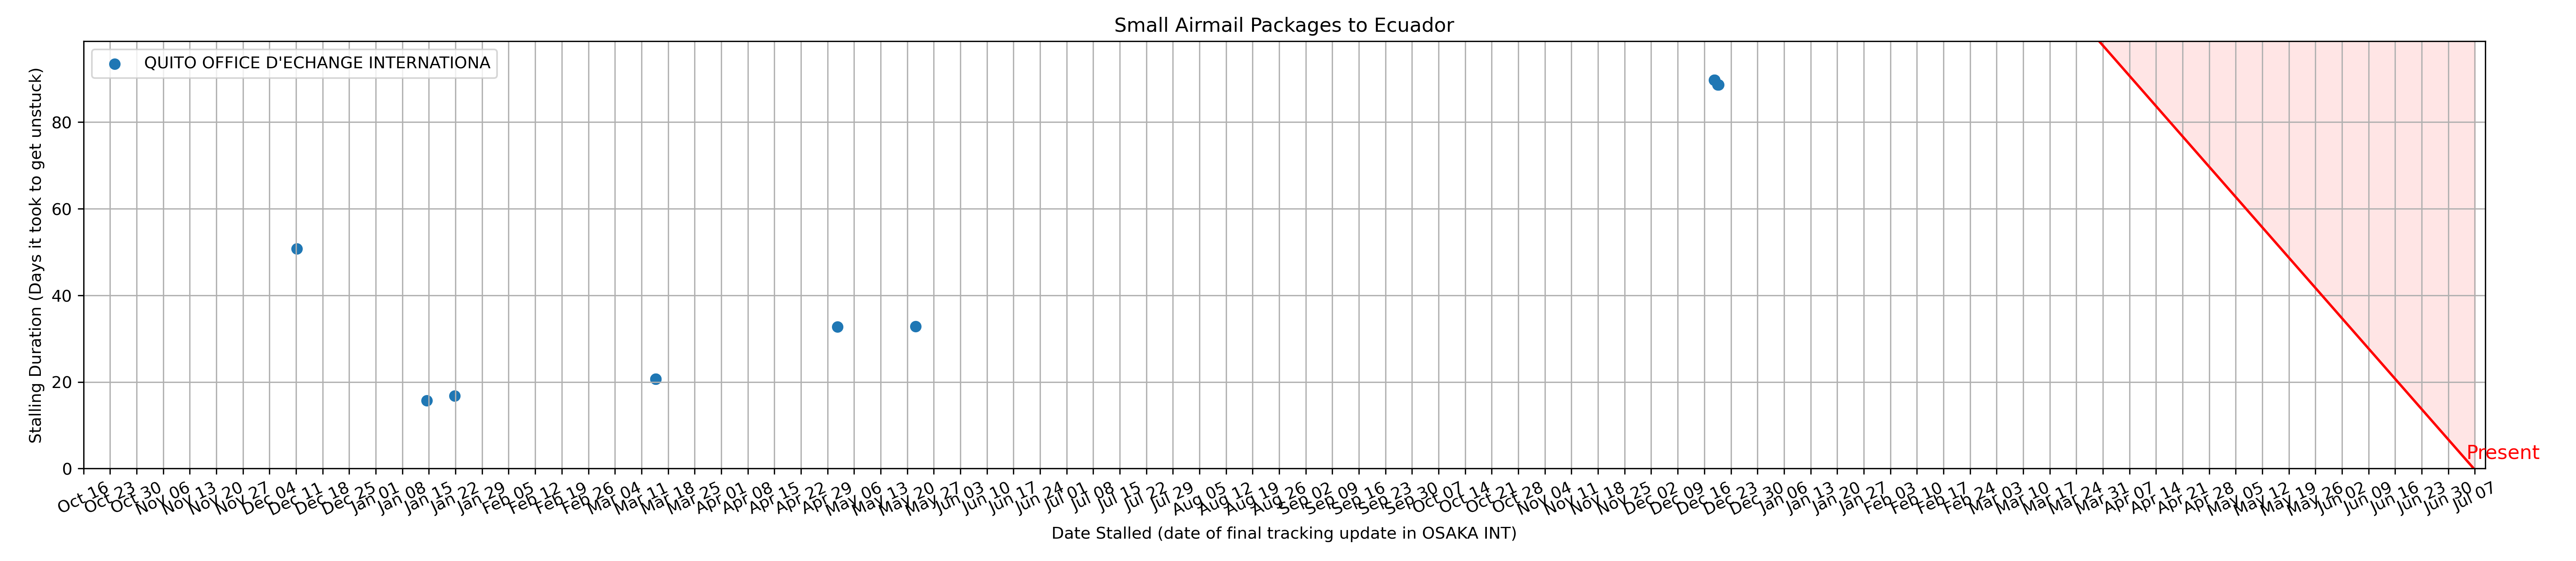 Small Airmail Packages to Ecuador
QUITO OFFICE D'ECHANGE INTERNATIONA
Stalling Duration (Days it took to get unstuck)
80
60
40
20
0
Present
Oct 16
Oct 23
Oct 30
Nov 06
Nov 13
Nov 20
Nov 27
Dec 04
Dec 11
Dec 18
Dec 25
Jan 01
Jan 08
Jan 15
Jan 22
Jan 29
Feb 05
Feb 12
Feb 19
Feb 26
Mar 04
Mar 11
Mar 18
Mar 25
Apr 01
Apr 08
Apr 15
Apr 22
Apr 29
May 06
May 13
May 20
May 27
Jun 03
Jun 10
Jun 17
Jun 24
Jul 01
Jul 08
Jul 15
Jul 22
Jul 29
Aug 05
Aug 12
Aug 19
Aug 26
Sep 02
Sep 09
Sep 16
Sep 23
Sep 30
Oct 07
Oct 14
Oct 21
Oct 28
Nov 04
Nov 11
Nov 18
Nov 25
Dec 02
Dec 09
Dec 16
Dec 23
Dec 30
Jan 06
Jan 13
Jan 20
Jan 27
Feb 03
Feb 10
Feb 17
Feb 24
Mar 03
Mar 10
Mar 17
Mar 24
Mar 31
Apr 07
Apr 14
Apr 21
Apr 28
May 05
May 12
May 19
May 26
Jun 02
Jun 09
Jun 16
Jun 23
Jun 30
Jul 07
Date Stalled (date of final tracking update in OSAKA INT)